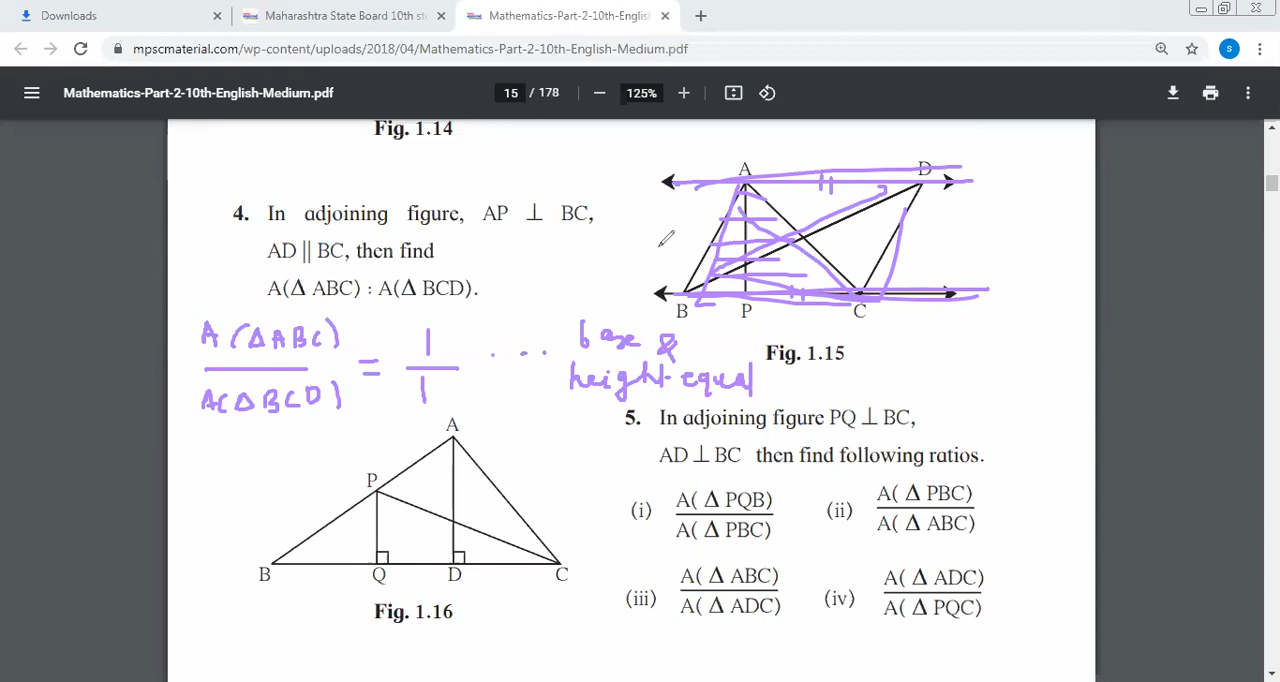 Downloads
Maharashtra State Board 10th st
Mathematics-Part-2-10th-Englis
mpscmaterial.com/wp-content/uploads/2018/04/Mathematics-Part-2-10th-English-Medium.pdf
S
Mathematics-Part-2-10th-English-Medium.pdf
15 / 178
125%
Fig. 1.14
4. In adjoining figure, AP ⊥ BC,
AD || BC, then find
A(Δ ABC) : A(Δ BCD).
A D
B P C
Fig. 1.15
A(ΔABC)
A(ΔBCD)
=
1
1
..... base &
height equal
A
P
B Q D C
Fig. 1.16
5. In adjoining figure PQ ⊥ BC,
AD ⊥ BC then find following ratios.
(i) A( Δ PQB)
A( Δ PBC)
(ii) A( Δ PBC)
A( Δ ABC)
(iii) A( Δ ABC)
A( Δ ADC)
(iv) A( Δ ADC)
A( Δ PQC)